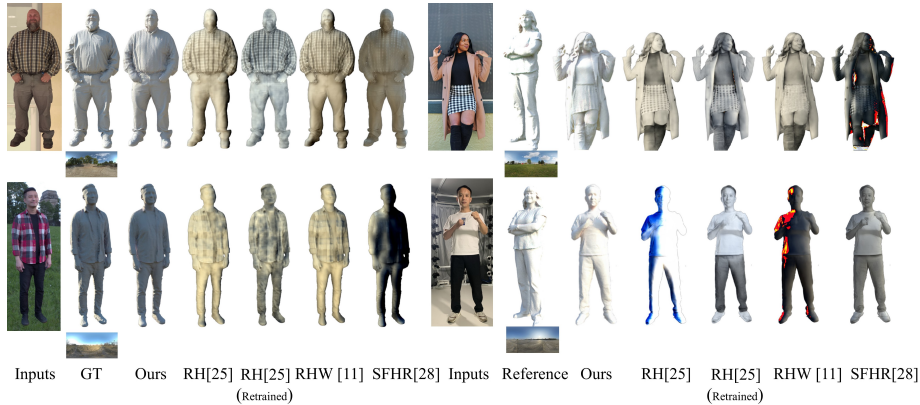 Inputs GT Ours RH[25] RH[25] RHW [11] SFHR[28] Inputs Reference Ours RH[25] RH[25] RHW [11] SFHR[28]
(Retrained) (Retrained)